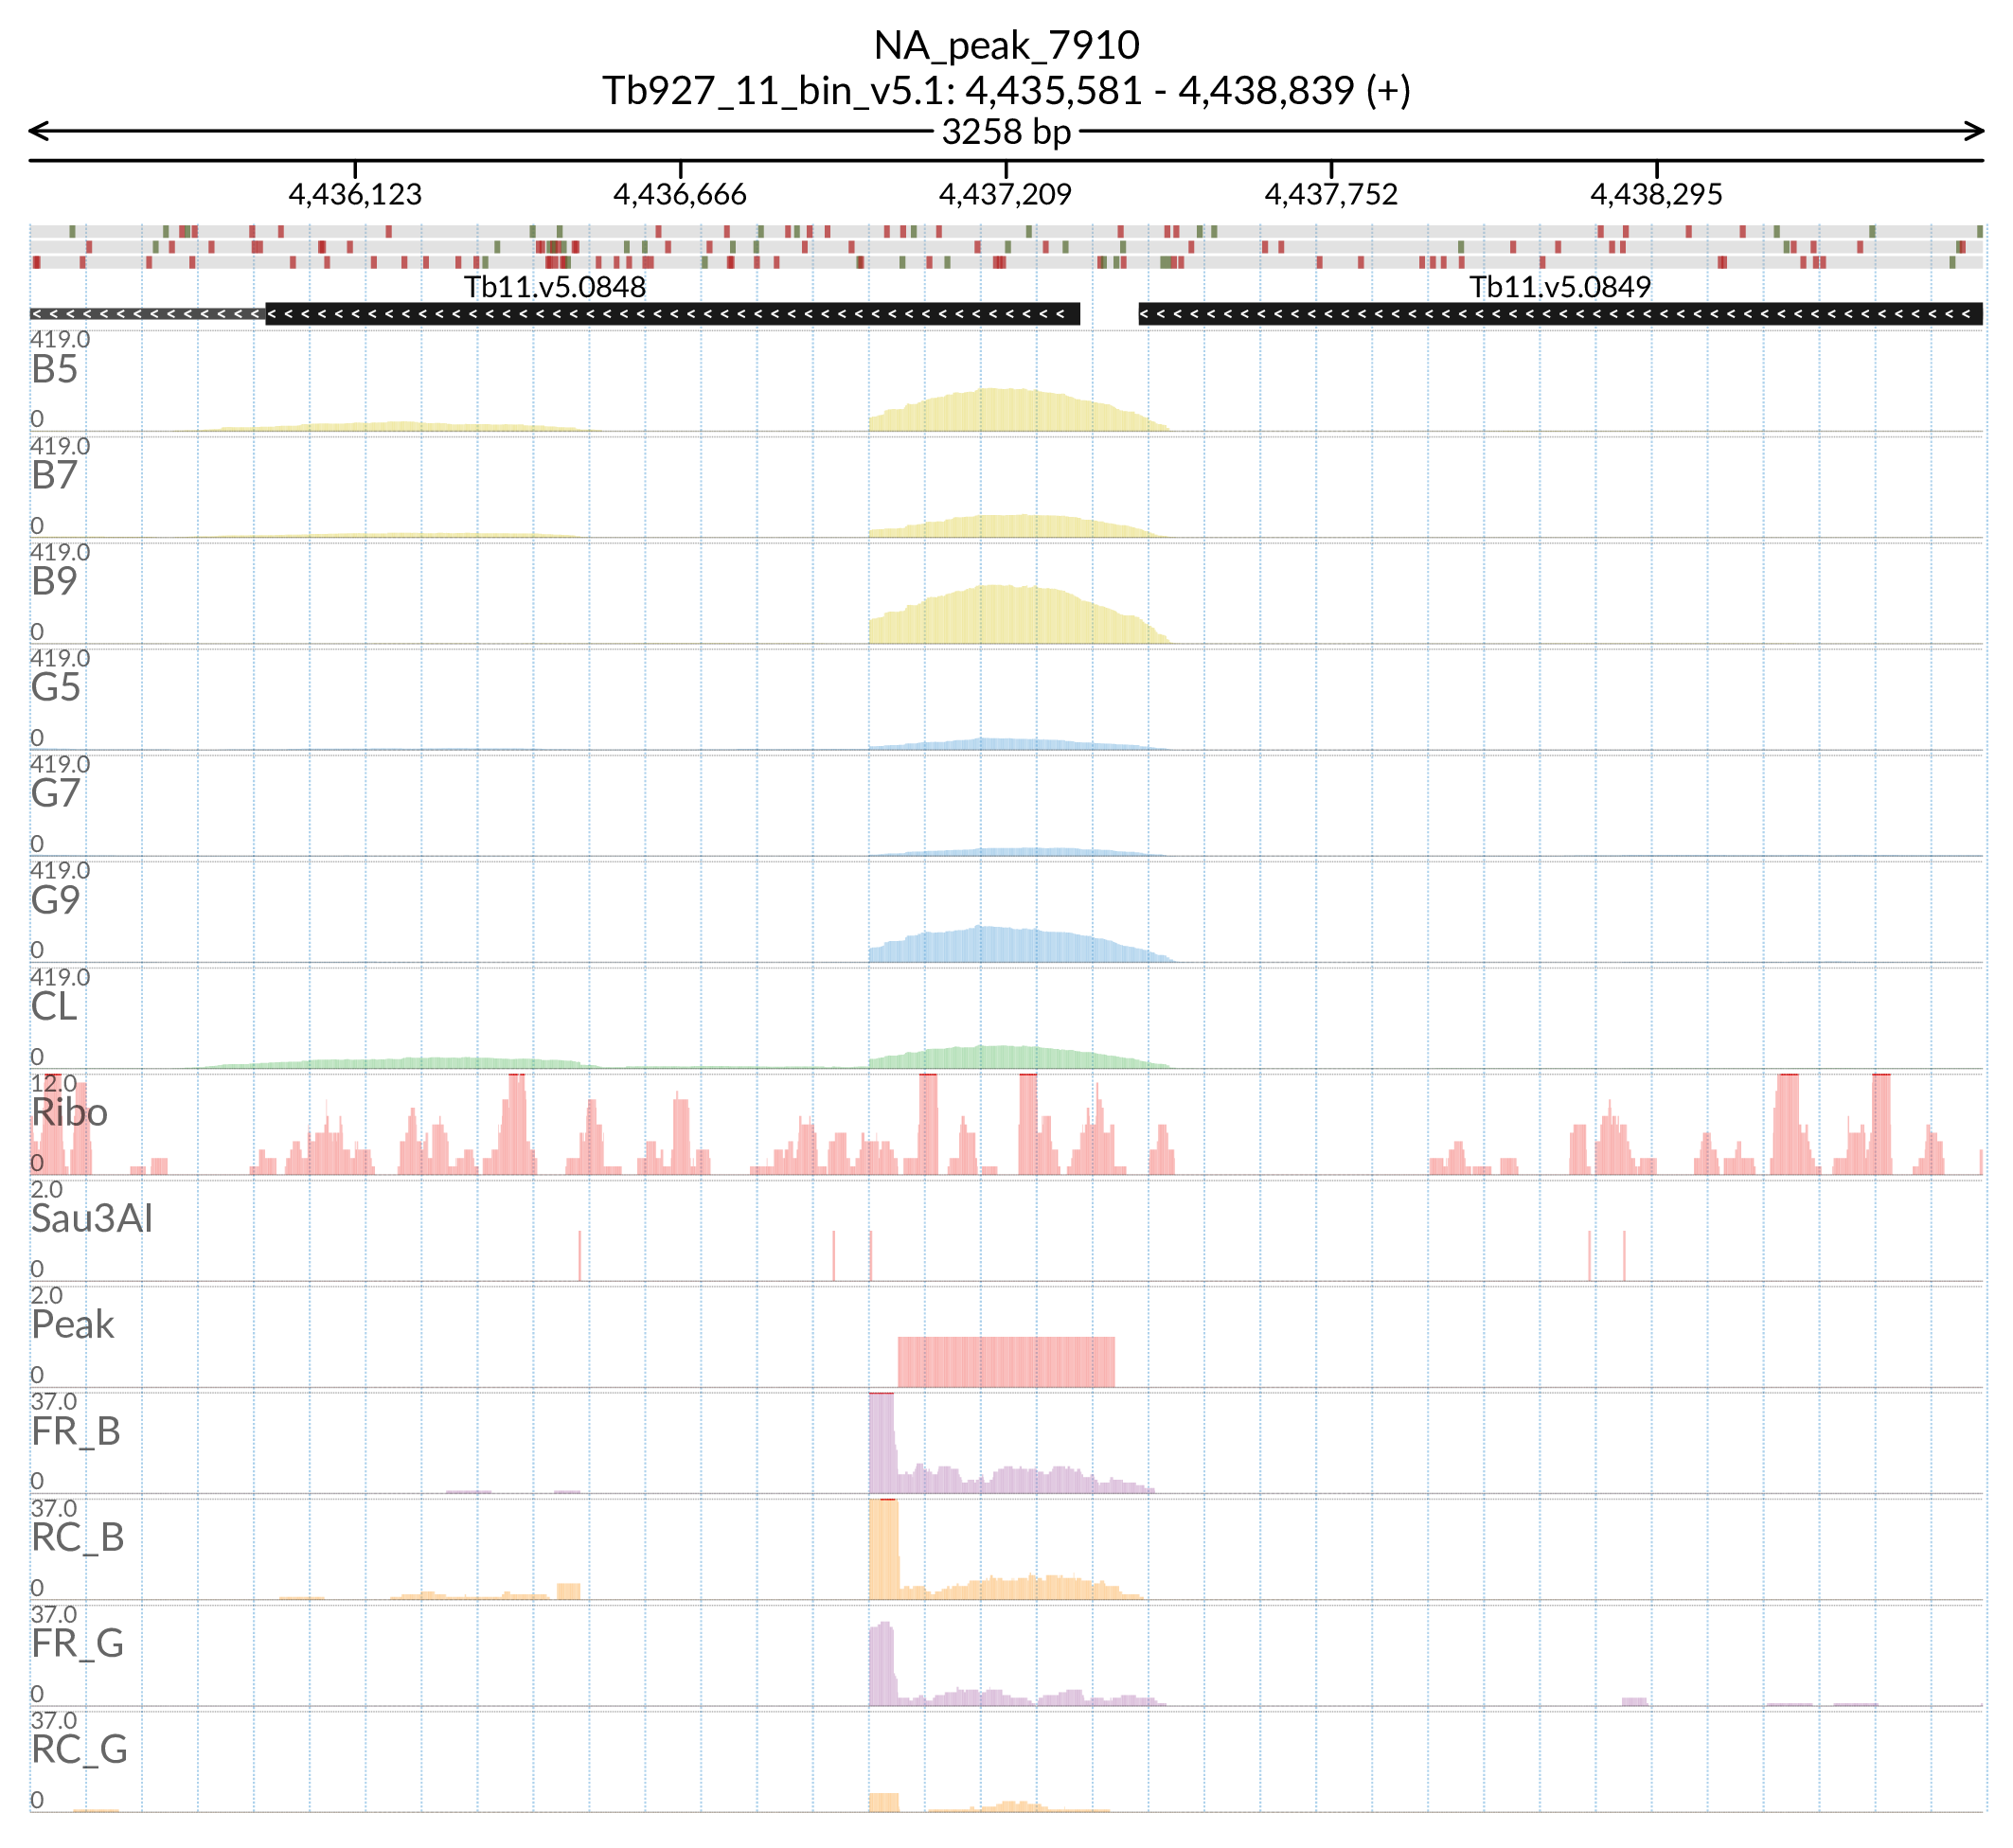 NA_peak_7910
Tb927_11_bin_v5.1: 4,435,581 - 4,438,839 (+)
3258 bp
4,436,123 4,436,666 4,437,209 4,437,752 4,438,295
Tb11.v5.0848 Tb11.v5.0849
419.0
B5
0
419.0
B7
0
419.0
B9
0
419.0
G5
0
419.0
G7
0
419.0
G9
0
419.0
CL
0
12.0
Ribo
0
2.0
Sau3AI
0
2.0
Peak
0
37.0
FR_B
0
37.0
RC_B
0
37.0
FR_G
0
37.0
RC_G
0